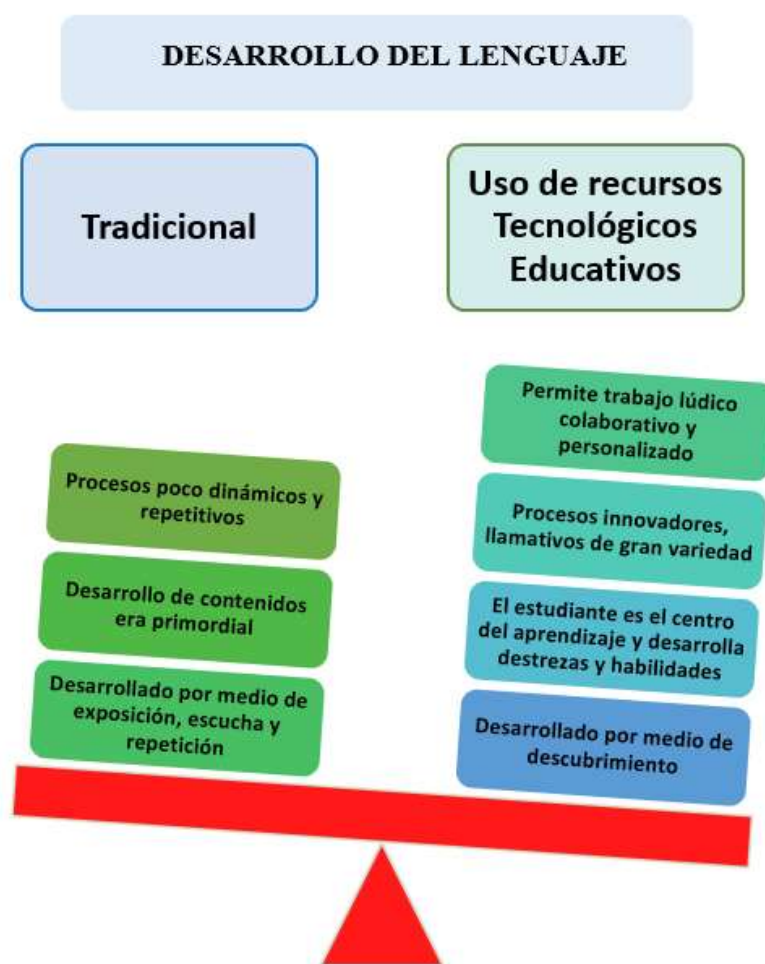 DESARROLLO DEL LENGUAJE
Tradicional
Uso de recursos
Tecnológicos
Educativos
Procesos poco dinámicos y
repetitivos
Desarrollo de contenidos
era primordial
Desarrollado por medio de
exposición, escucha y
repetición
Permite trabajo lúdico
colaborativo y
personalizado
Procesos innovadores,
llamativos de gran variedad
El estudiante es el centro
del aprendizaje y desarrolla
destrezas y habilidades
Desarrollado por medio de
descubrimiento